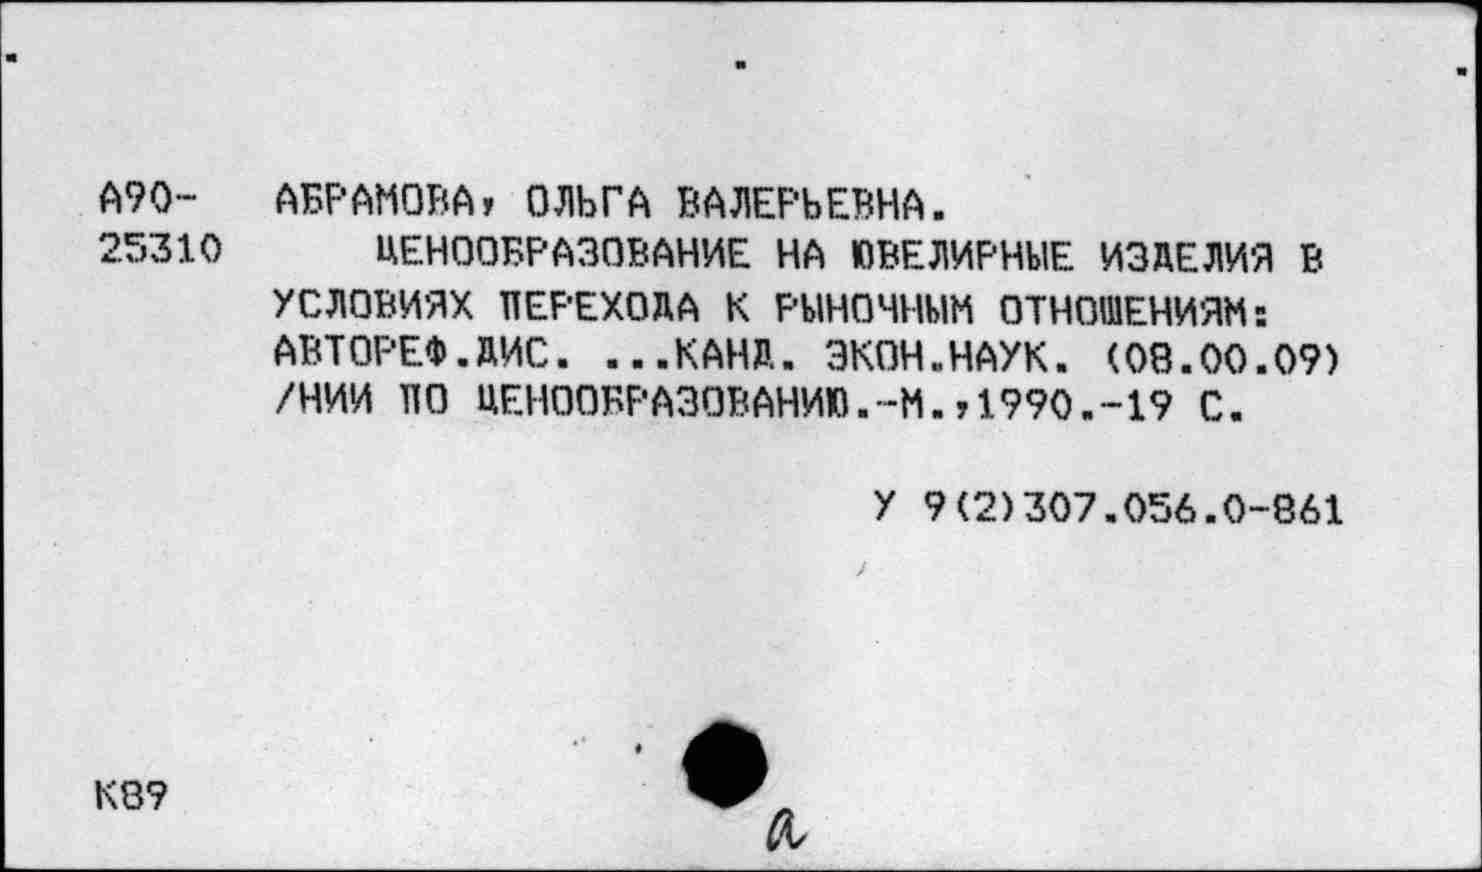 А90- АБРАМОВА, ОЛЬГА ВАЛЕРЬЕВНА.
25310 ЦЕНООБРАЗОВАНИЕ НА ЮВЕЛИРНЫЕ ИЗДЕЛИЯ В
УСЛОВИЯХ ПЕРЕХОДА К РЫНОЧНЫМ ОТНОШЕНИЯМ:
АВТОРЕФ.ДИС. ...КАНД. ЭКОН.НАУК. (08.00.09)
/НИИ ПО ЦЕНООБРАЗОВАНИЮ.-М.,1990.-19 С.
У 9(2)307.056.0-861
К89
а